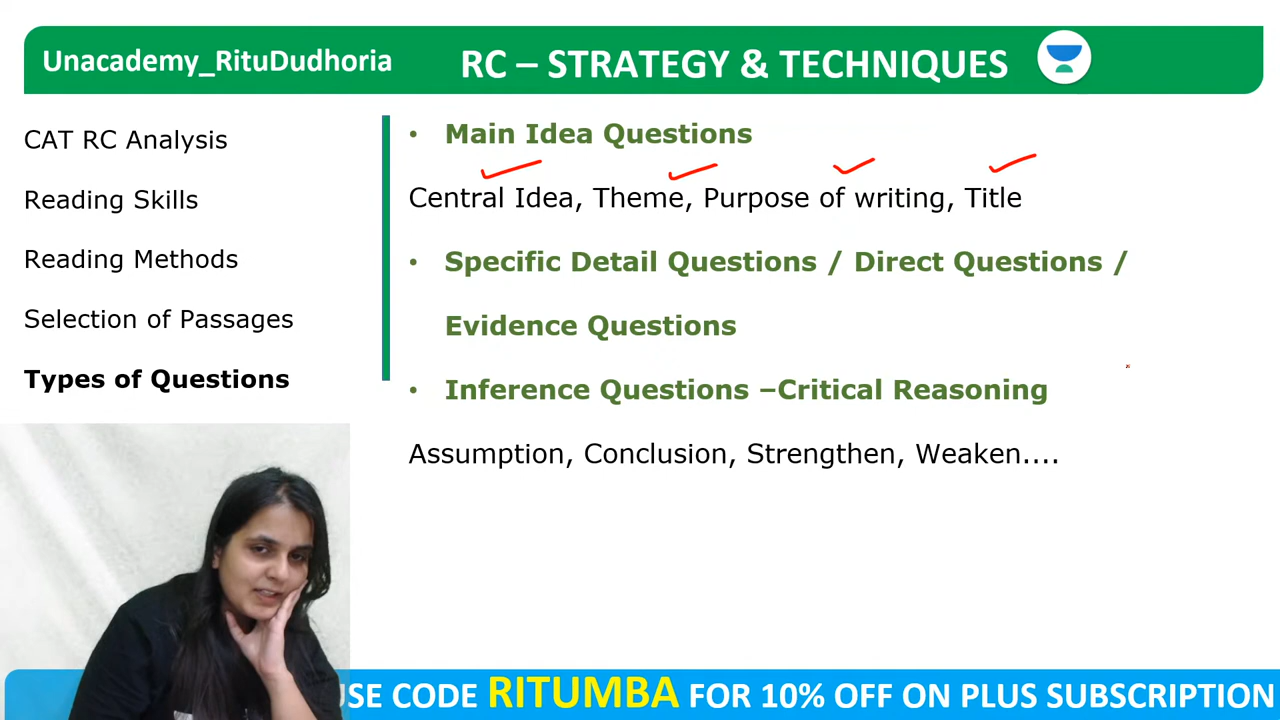 Unacademy_RituDudhoria
RC – STRATEGY & TECHNIQUES
CAT RC Analysis
Reading Skills
Reading Methods
Selection of Passages
Types of Questions
• Main Idea Questions
Central Idea, Theme, Purpose of writing, Title
• Specific Detail Questions / Direct Questions /
Evidence Questions
• Inference Questions –Critical Reasoning
Assumption, Conclusion, Strengthen, Weaken....
USE CODE RITUMBA FOR 10% OFF ON PLUS SUBSCRIPTION